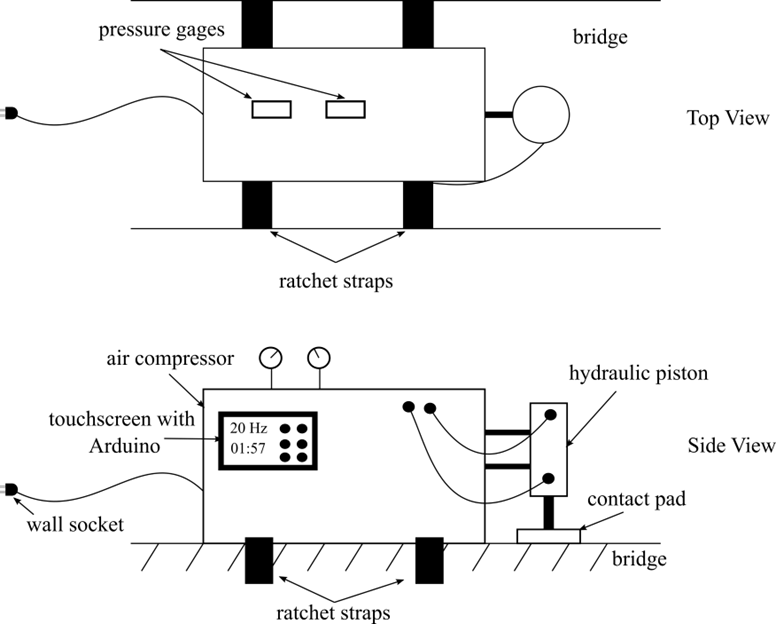 pressure gages
bridge
Top View
ratchet straps
air compressor
hydraulic piston
touchscreen with
Arduino
20 Hz
01:57
Side View
contact pad
wall socket
bridge
ratchet straps